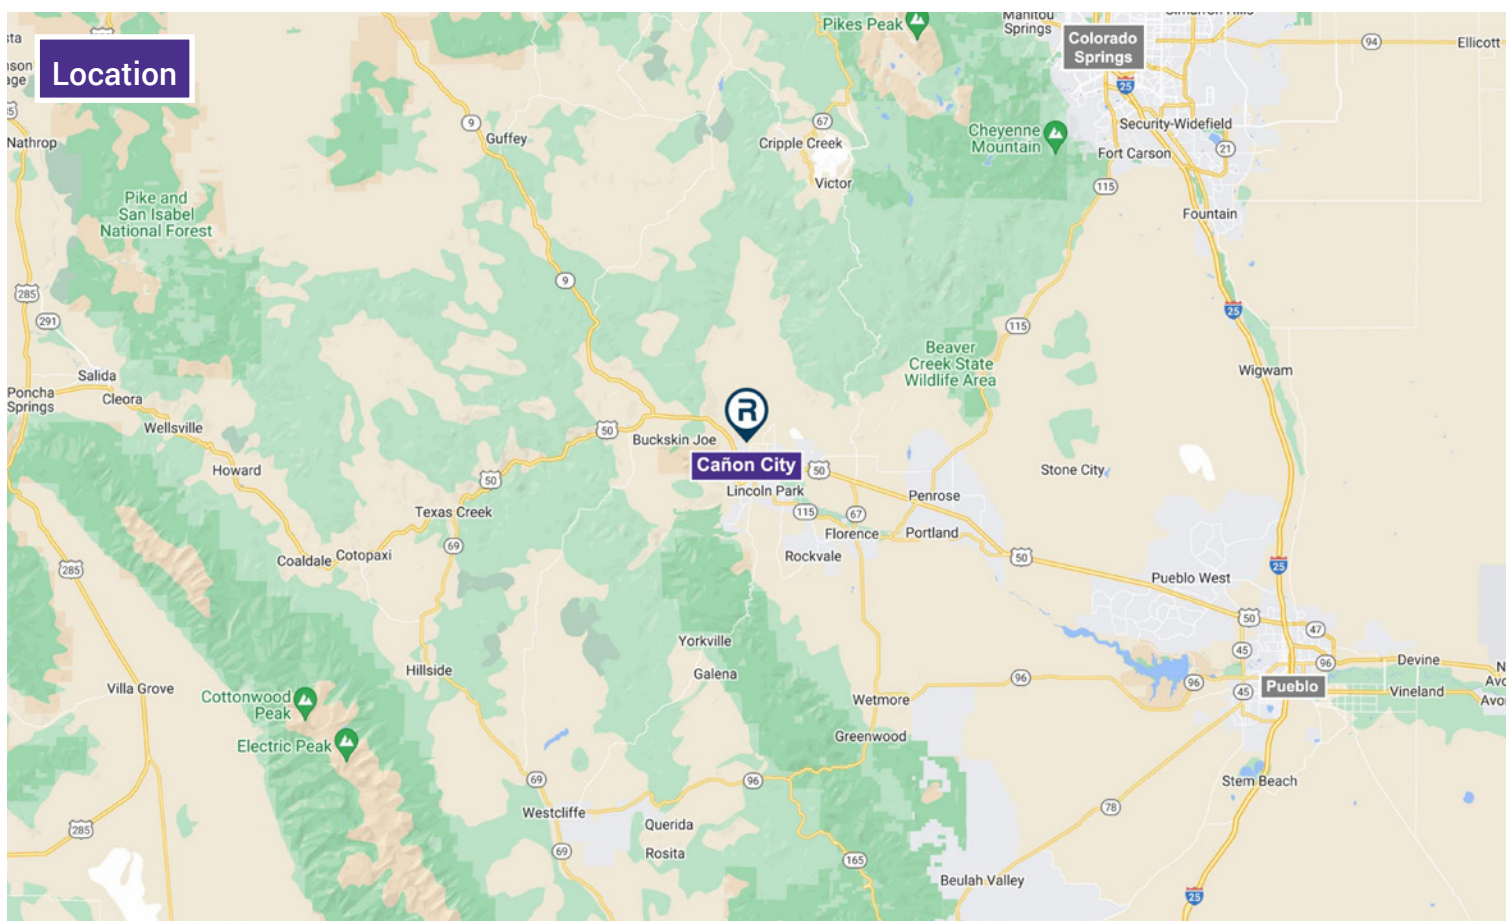 Location
Pikes Peak
Manitou
Springs
Colorado
Springs
94
Ellicott
25
9
Guffey
67
Cripple Creek
Victor
Cheyenne
Mountain
Security-Widefield
Fort Carson
21
115
Fountain
Nathrop
Pike and
San Isabel
National Forest
285
291
9
25
115
Wigwam
Beaver
Creek State
Wildlife Area
Salida
Poncha
Springs
Cleora
Wellsville
Howard
50
Buckskin Joe
R
Cañon City
50
Lincoln Park
Stone City
50
Texas Creek
115
67
Penrose
Florence
Portland
Rockvale
69
Coaldale
Cotopaxi
285
50
25
Pueblo West
50
47
45
96
Devine
Yorkville
Galena
Hillside
96
96
45
Pueblo
Vineland
Villa Grove
Cottonwood
Peak
Electric Peak
Wetmore
Greenwood
69
96
Stem Beach
Westcliffe
78
Querida
Rosita
285
69
165
Beulah Valley
25